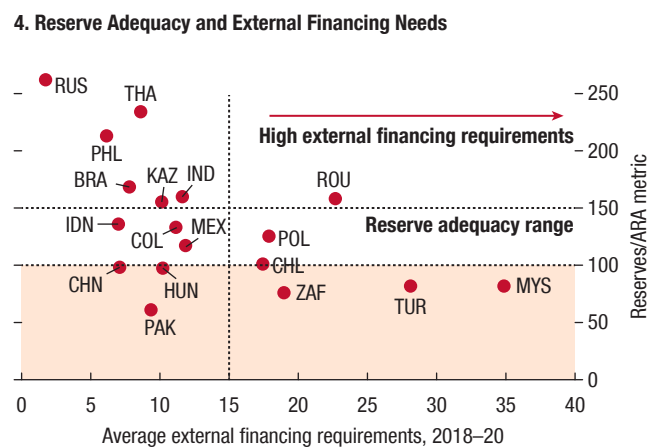 4. Reserve Adequacy and External Financing Needs
RUS
THA
250
High external financing requirements
PHL
200
BRA
KAZ
IND
ROU
150
IDN
COL
MEX
POL
Reserve adequacy range
CHL
100
CHN
HUN
ZAF
TUR
MYS
PAK
50
0
Reserves/ARA metric
0 5 10 15 20 25 30 35 40
Average external financing requirements, 2018–20